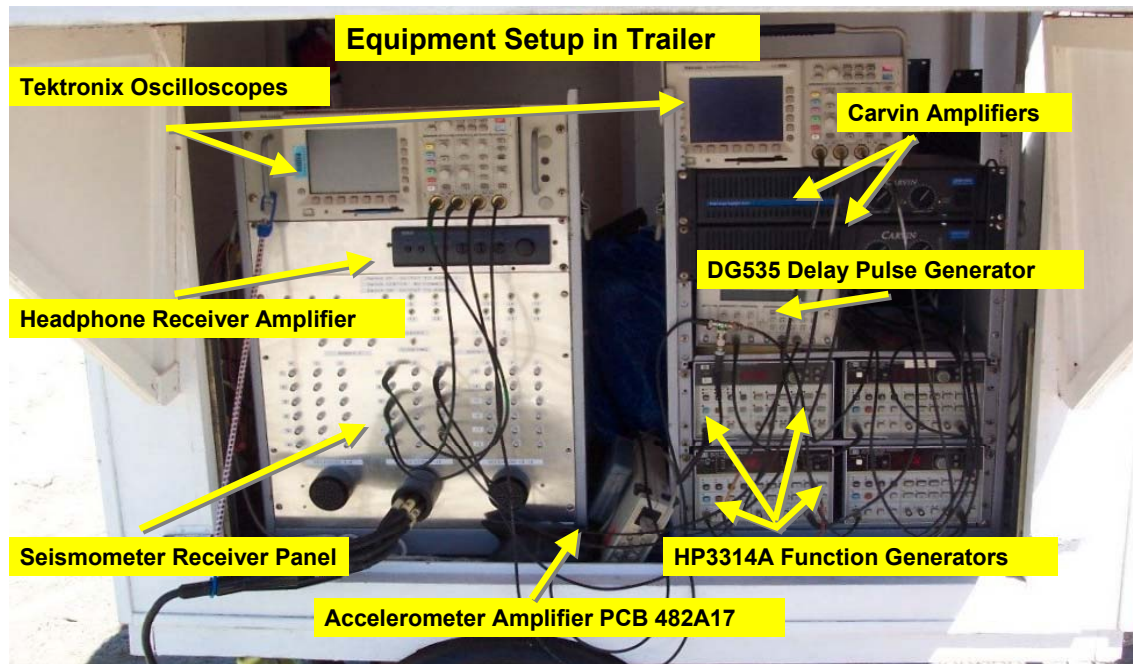 Equipment Setup in Trailer
Tektronix Oscilloscopes
Carvin Amplifiers
CARVIN
CARVIN
DG535 Delay Pulse Generator
Headphone Receiver Amplifier
Seismometer Receiver Panel
HP3314A Function Generators
Accelerometer Amplifier PCB 482A17